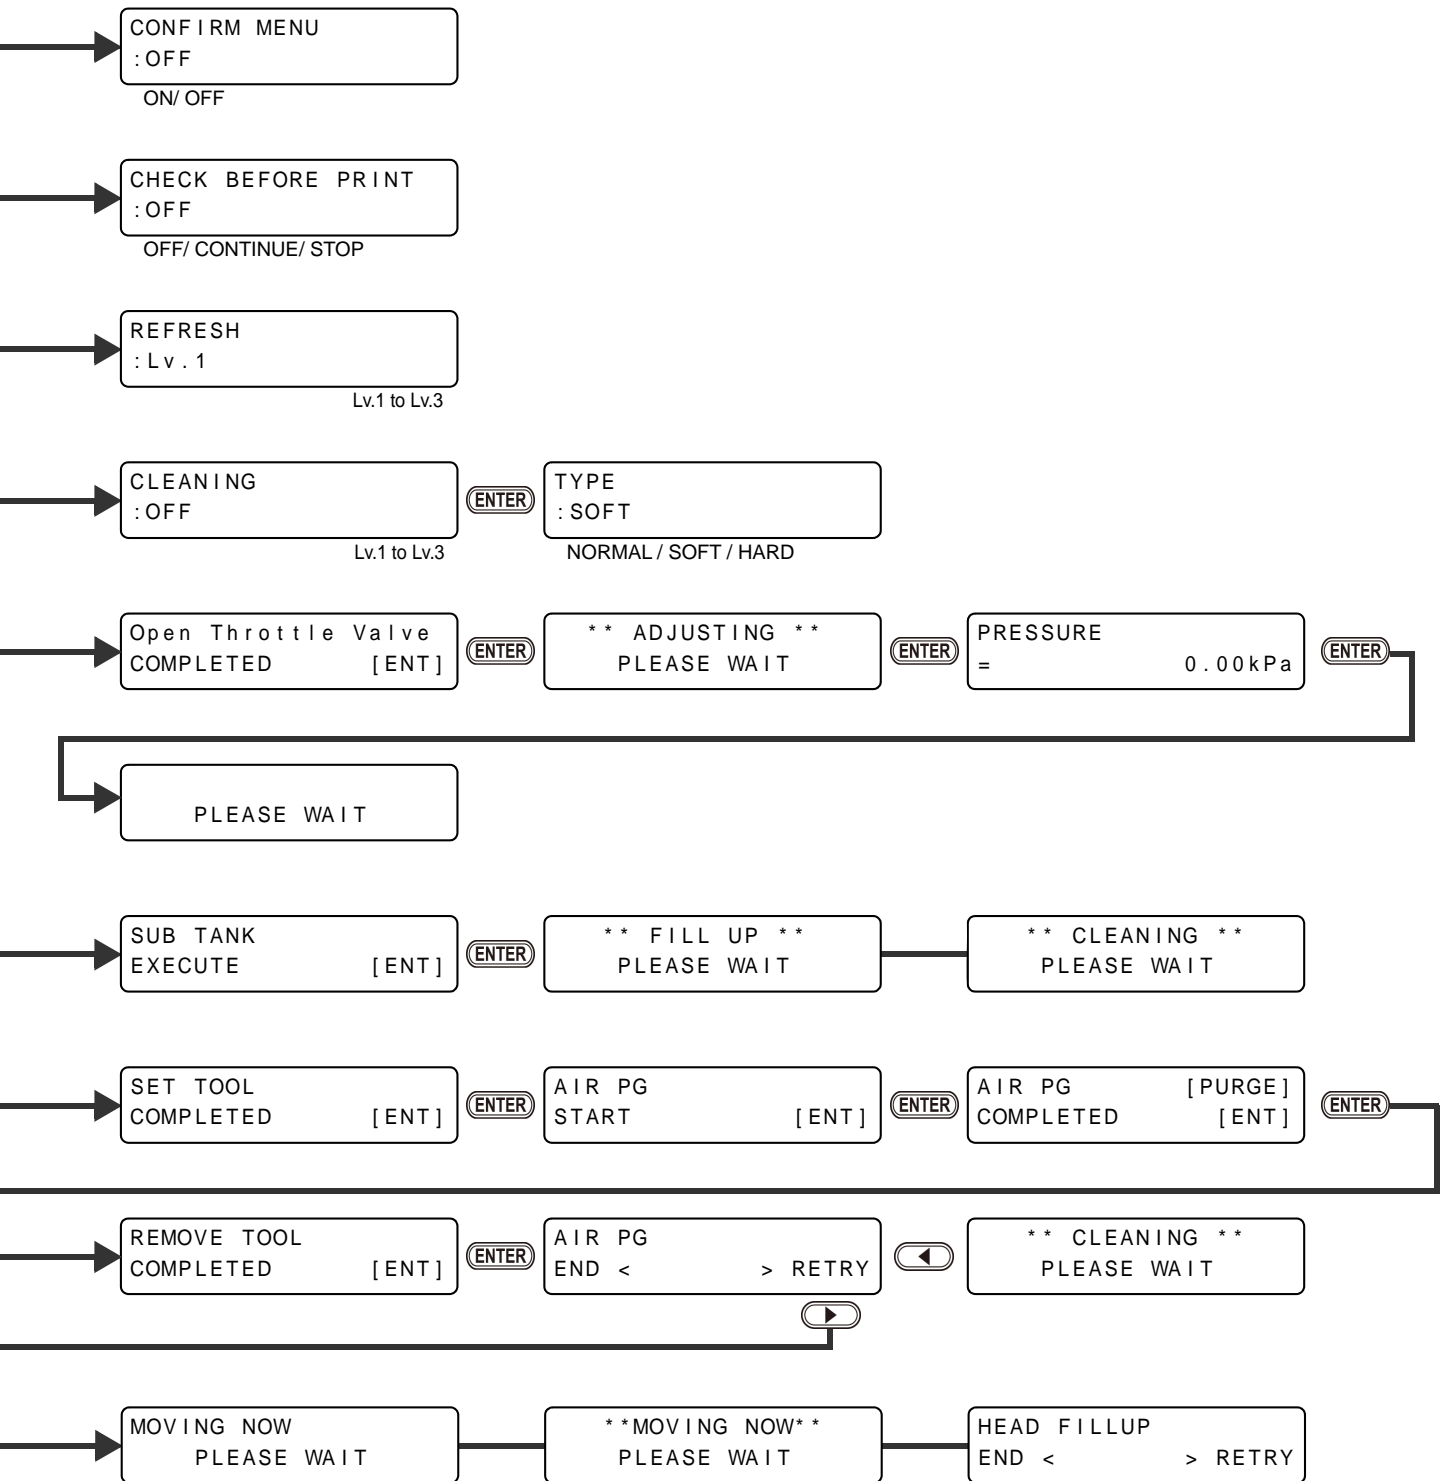 CONFIRM MENU
:OFF
ON/ OFF
CHECK BEFORE PRINT
:OFF
OFF/ CONTINUE/ STOP
REFRESH
:Lv.1
Lv.1 to Lv.3
CLEANING
:OFF
Lv.1 to Lv.3
ENTER
TYPE
:SOFT
NORMAL / SOFT / HARD
Open Throttle Valve
COMPLETED [ENT]
ENTER
** ADJUSTING **
PLEASE WAIT
ENTER
PRESSURE
= 0.00kPa
ENTER
PLEASE WAIT
SUB TANK
EXECUTE [ENT]
ENTER
** FILL UP **
PLEASE WAIT
** CLEANING **
PLEASE WAIT
SET TOOL
COMPLETED [ENT]
ENTER
AIR PG
START [ENT]
ENTER
AIR PG [PURGE]
COMPLETED [ENT]
ENTER
REMOVE TOOL
COMPLETED [ENT]
ENTER
AIR PG
END < > RETRY
** CLEANING **
PLEASE WAIT
MOVING NOW
PLEASE WAIT
**MOVING NOW**
PLEASE WAIT
HEAD FILLUP
END < > RETRY